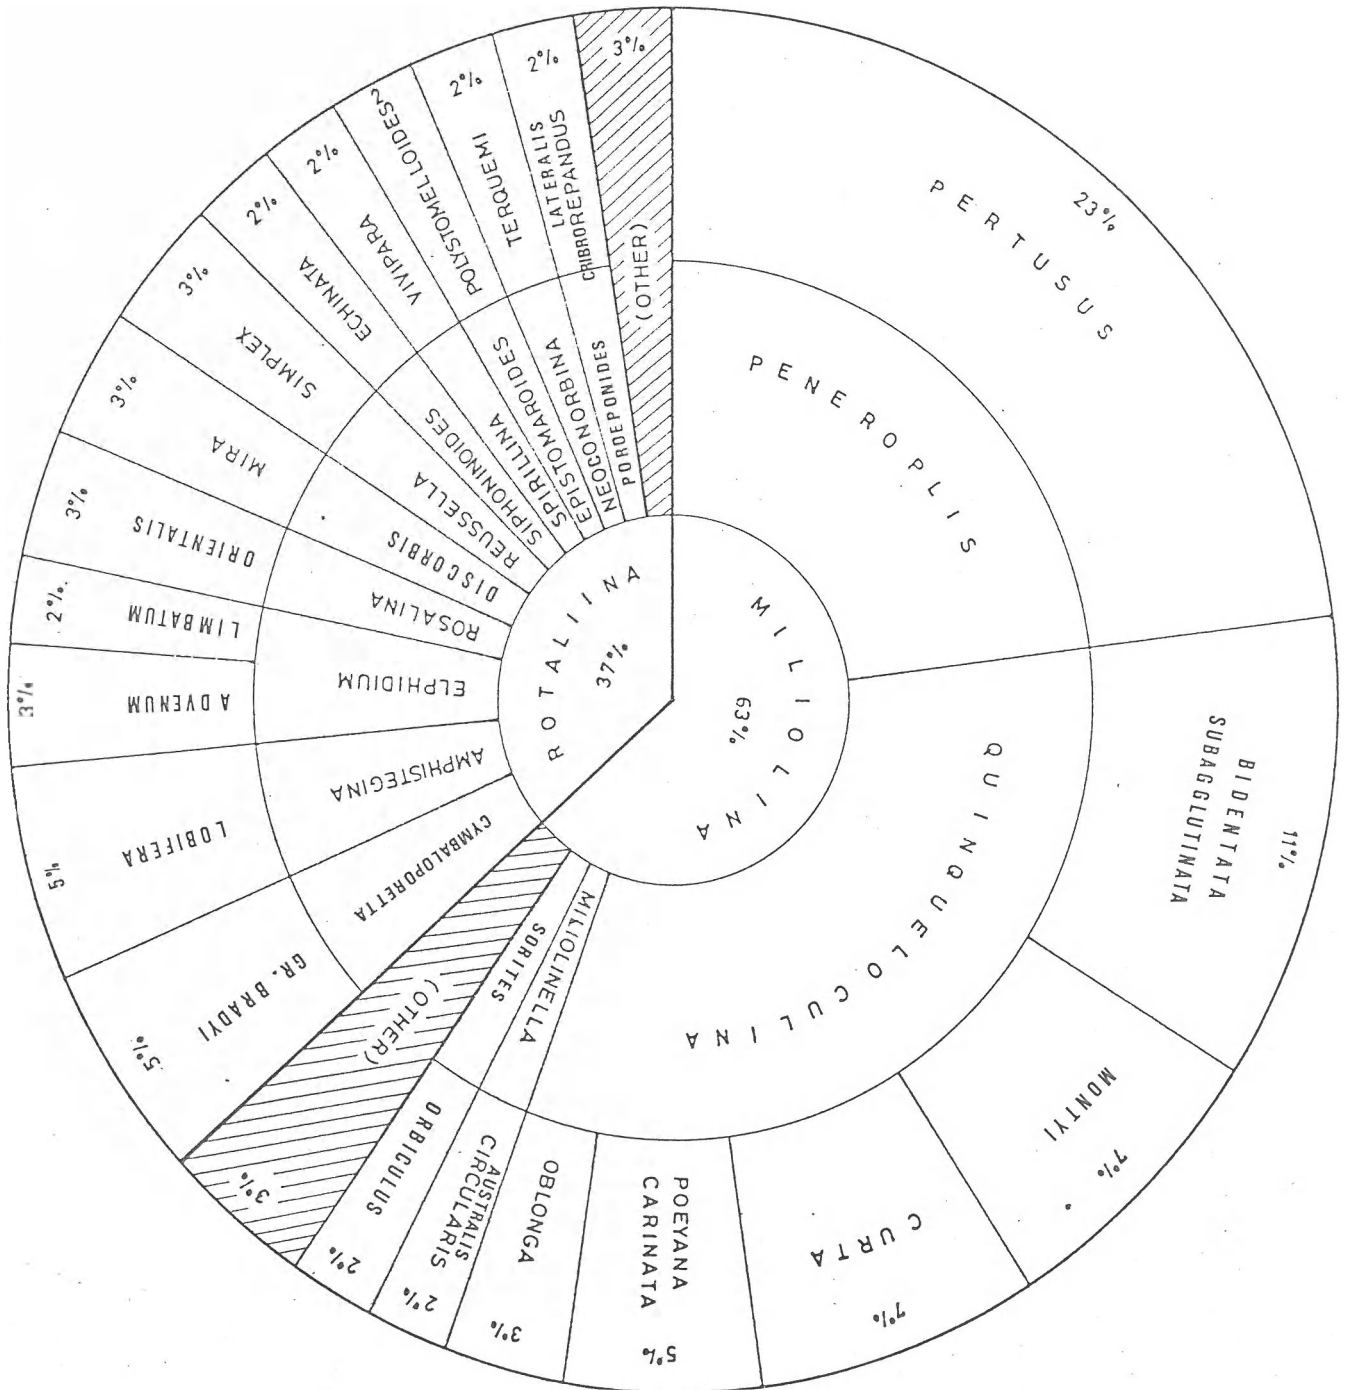 MILIOLINA
63%
ROTALIINA
37%
PENEROPLIS
PERTUSUS
23%
QUINQUELOCULINA
BIDENTATA
SUBAGGLUTINATA
11%
MONTYI
7%
CURTA
7%
POEYANA
CARINATA
5%
OBLONGA
3%
MILIOLINELLA
AUSTRALIS
CIRCULARIS
2%
SORITES
ORBICULUS
2%
(OTHER)
3%
CYMBALOPORETTA
GR. BRADYI
5%
AMPHISTEGINA
LOBIFERA
5%
ELPHIDIUM
ADVENUM
3%
LIMBATUM
2%
ROSALINA
ORIENTALIS
3%
DISCORBIS
MIRA
3%
REUSSELLA
SIMPLEX
3%
SIPHONINOIDES
ECHINATA
2%
SPIRILLINA
VIVIPARA
2%
EPISTOMAROIDES
POLYSTOMELLOIDES
2
NEOCONORBINA
TERQUEMI
2%
POROEPONIDES
LATERALIS
CRIBROREPANDUS
2%
(OTHER)
3%